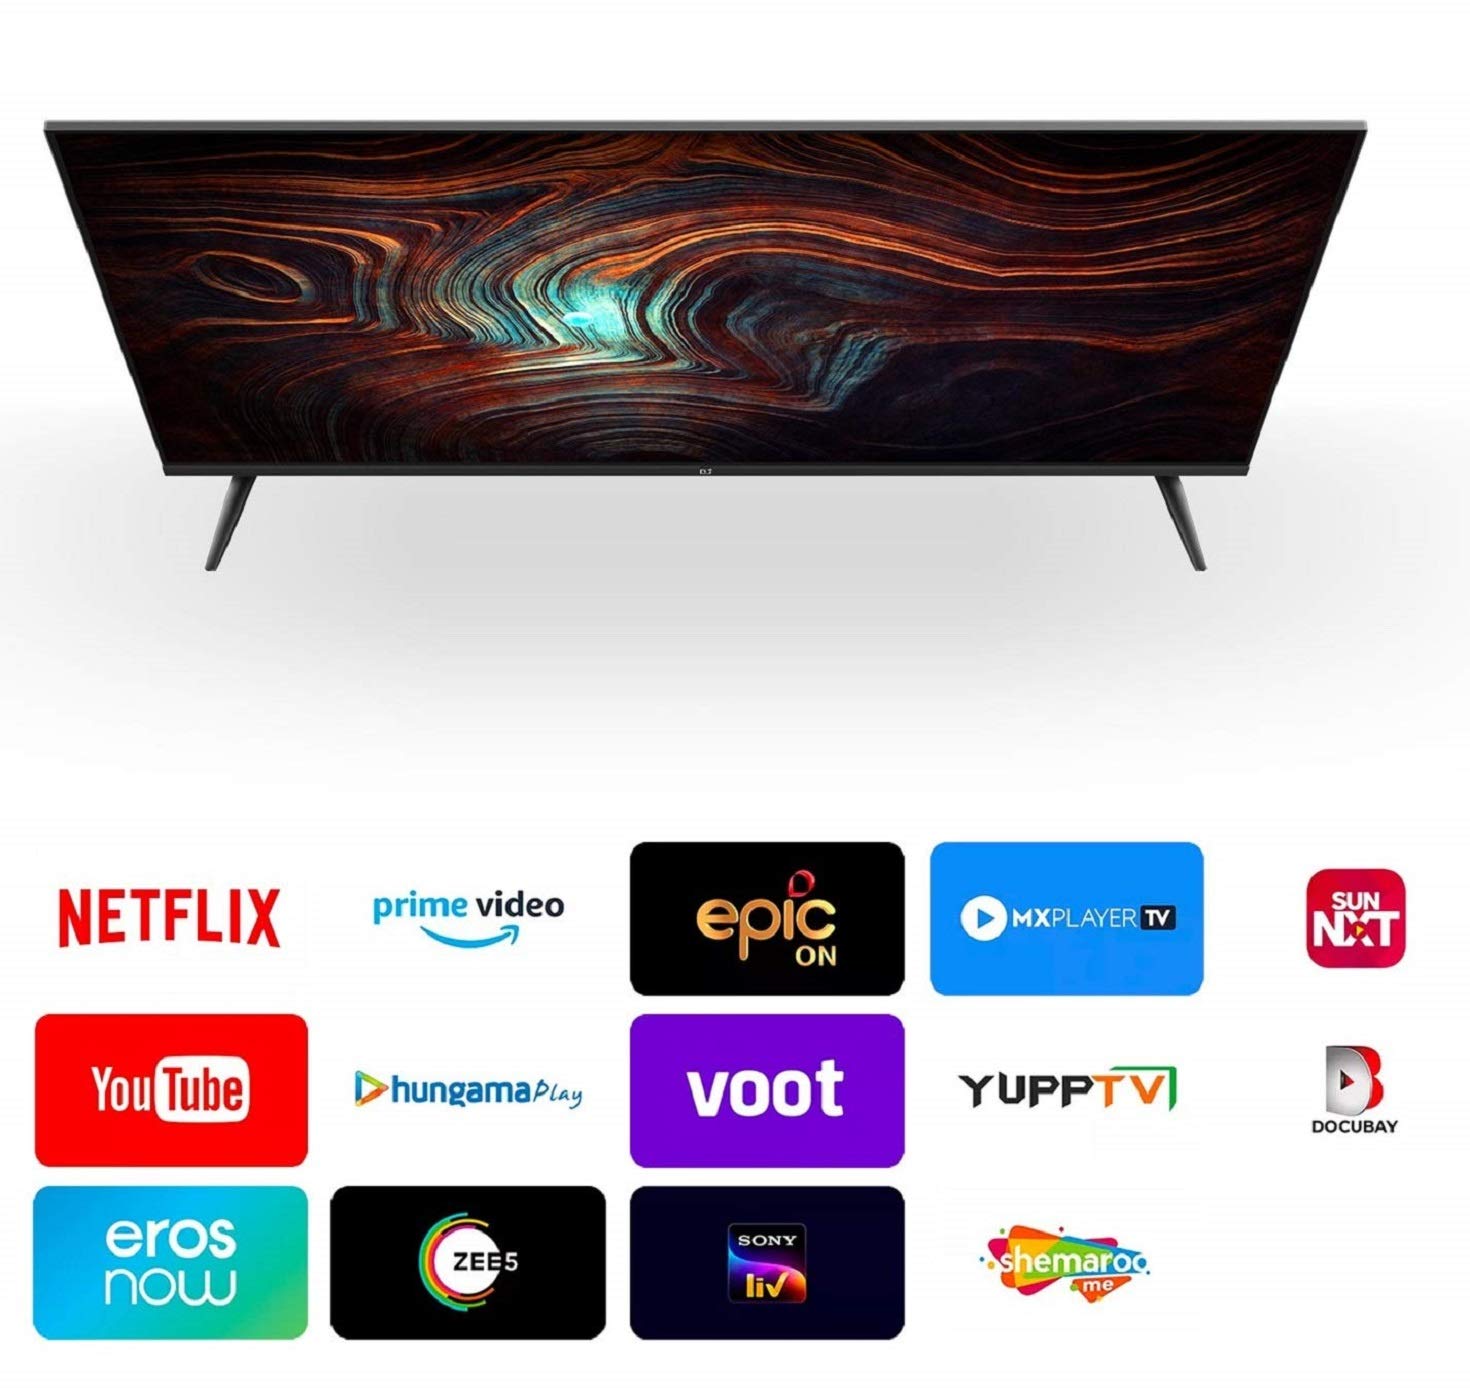 NETFLIX
prime video
epic
ON
MXPLAYER TV
SUN
NXT
YouTube
hungama Play
voot
YUPPTV
DOCUBAY
eros
now
ZEE5
SONY
liv
shemaroo
me